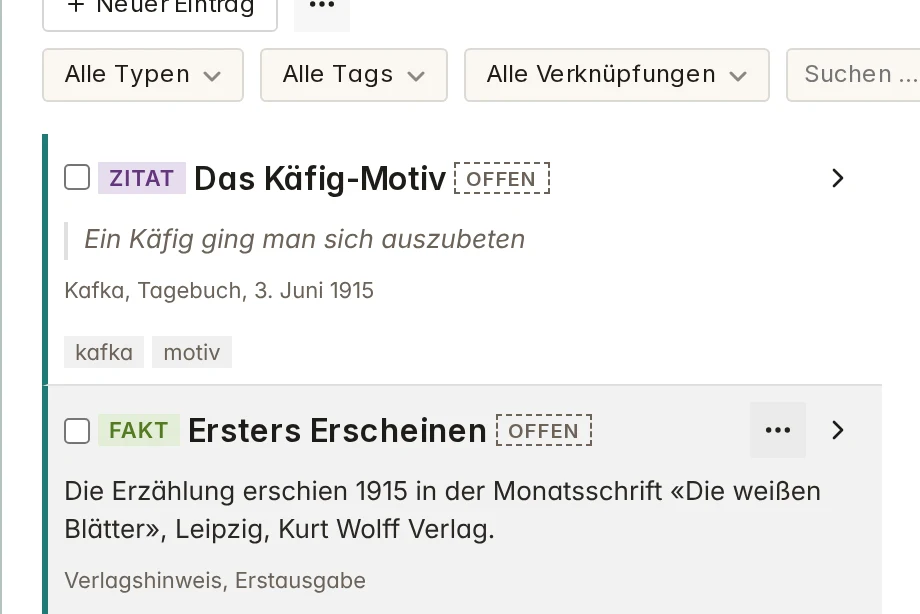 + Neuer Eintrag
Alle Typen
Alle Tags
Alle Verknüpfungen
Suchen ...
ZITAT Das Käfig-Motiv OFFEN
Ein Käfig ging man sich auszubeten
Kafka, Tagebuch, 3. Juni 1915
kafka
motiv
FAKT Ersters Erscheinen OFFEN
Die Erzählung erschien 1915 in der Monatsschrift «Die weißen
Blätter», Leipzig, Kurt Wolff Verlag.
Verlagshinweis, Erstausgabe